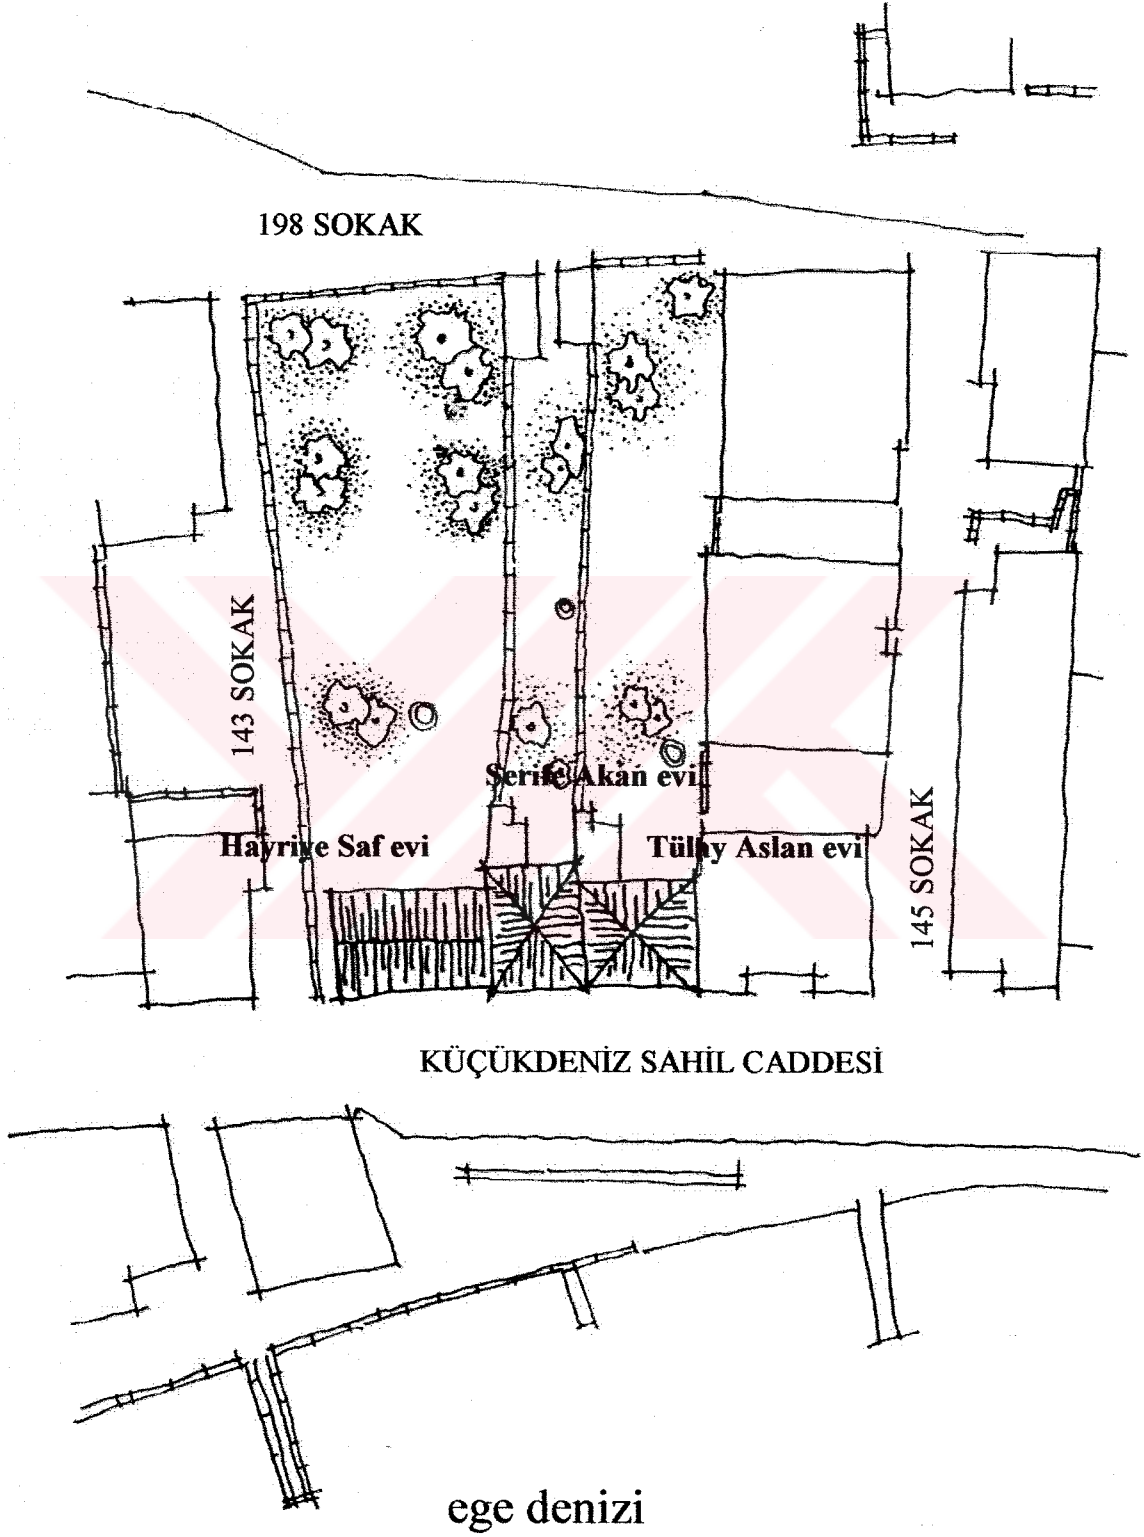 198 SOKAK
143 SOKAK
Şerife Akan evi
Hayriye Saf evi
Tülay Aslan evi
145 SOKAK
KÜÇÜKDENİZ SAHİL CADDESİ
ege denizi